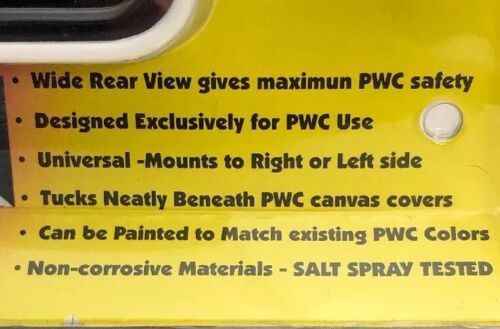 • Wide Rear View gives maximun PWC safety
• Designed Exclusively for PWC Use
• Universal -Mounts to Right or Left side
• Tucks Neatly Beneath PWC canvas covers
• Can be Painted to Match existing PWC Colors
• Non-corrosive Materials - SALT SPRAY TESTED